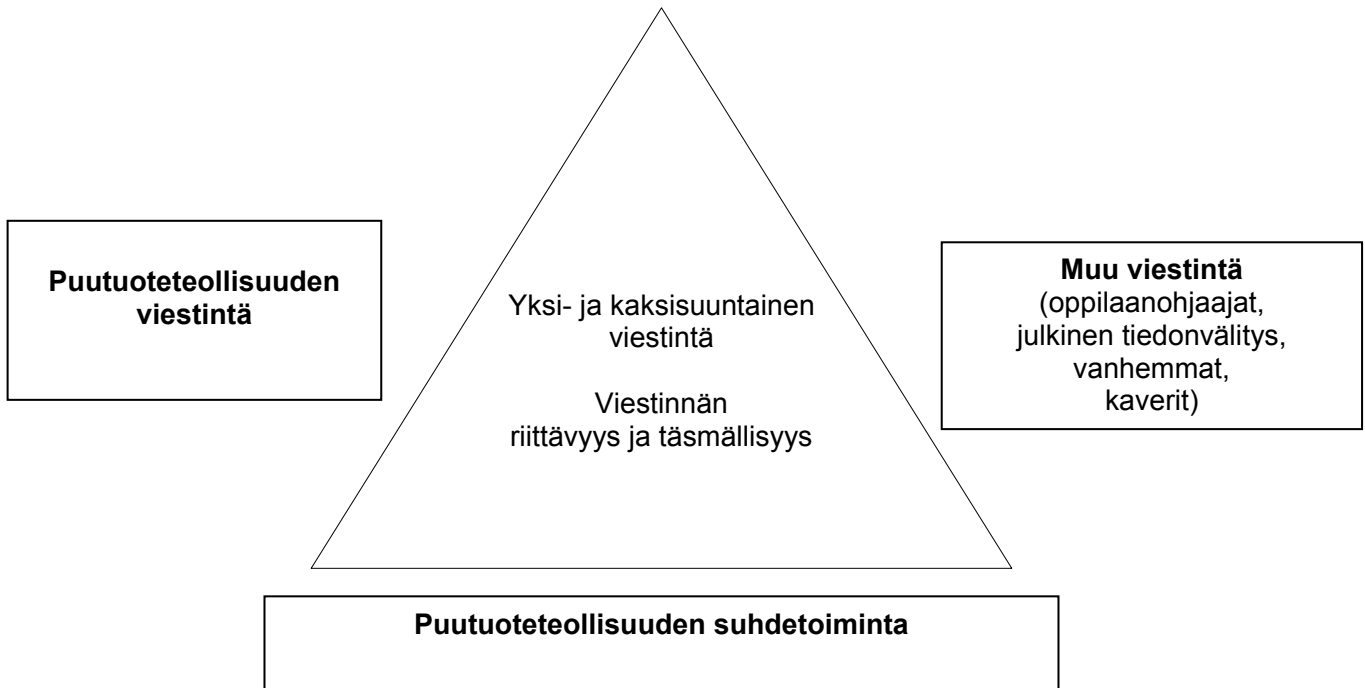 Puutuoteteollisuuden
viestintä
Yksi- ja kaksisuuntainen
viestintä
Viestinnän
riittävyys ja täsmällisyys
Muu viestintä
(oppilaanohjaajat,
julkinen tiedonvälitys,
vanhemmat,
kaverit)
Puutuoteteollisuuden suhdetoiminta